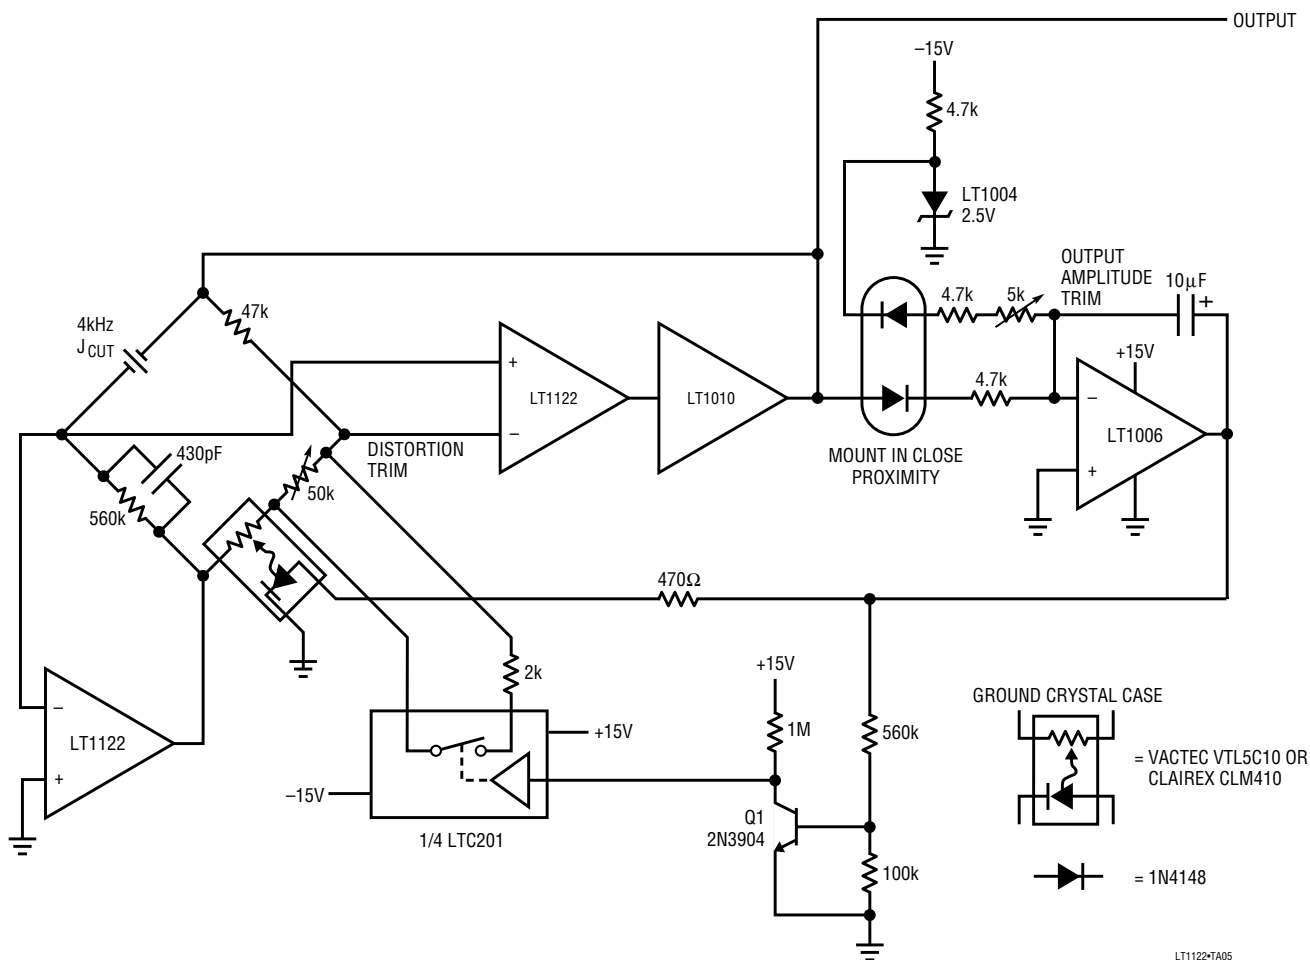 OUTPUT
–15V
4.7k
LT1004
2.5V
OUTPUT
AMPLITUDE
TRIM
10µF
+
4kHz
JCUT
47k
4.7k
5k
+15V
+
–
LT1122
LT1010
4.7k
–
+
LT1006
MOUNT IN CLOSE
PROXIMITY
DISTORTION
TRIM
430pF
560k
50k
470Ω
2k
+15V
1M
560k
GROUND CRYSTAL CASE
–
+
LT1122
+15V
–15V
1/4 LTC201
Q1
2N3904
100k
= VACTEC VTL5C10 OR
CLAIREX CLM410
= 1N4148
LT1122•TA05